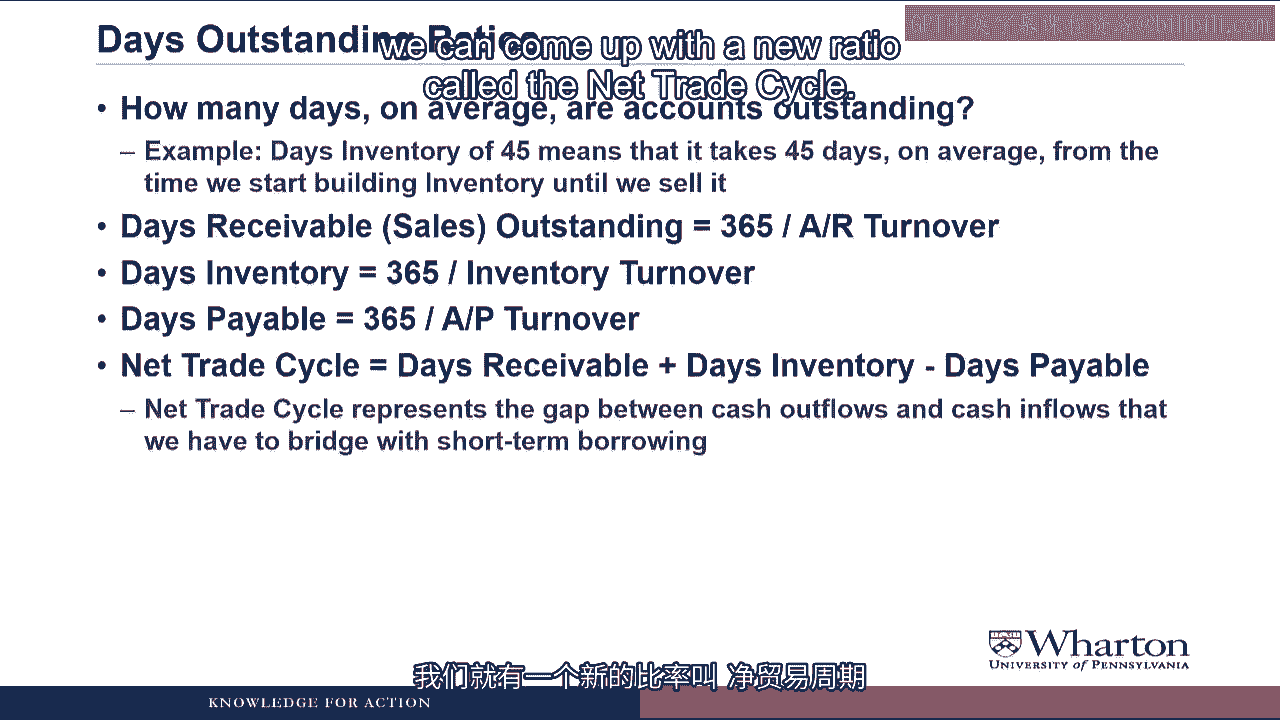 Days Outstanding Ratios
we can come up with a new ratio
called the Net Trade Cycle.
• How many days, on average, are accounts outstanding?
– Example: Days Inventory of 45 means that it takes 45 days, on average, from the
time we start building Inventory until we sell it
• Days Receivable (Sales) Outstanding = 365 / A/R Turnover
• Days Inventory = 365 / Inventory Turnover
• Days Payable = 365 / A/P Turnover
• Net Trade Cycle = Days Receivable + Days Inventory - Days Payable
– Net Trade Cycle represents the gap between cash outflows and cash inflows that
we have to bridge with short-term borrowing
Wharton
UNIVERSITY of PENNSYLVANIA
我们就有一个新的比率叫 净贸易周期
KNOWLEDGE FOR ACTION